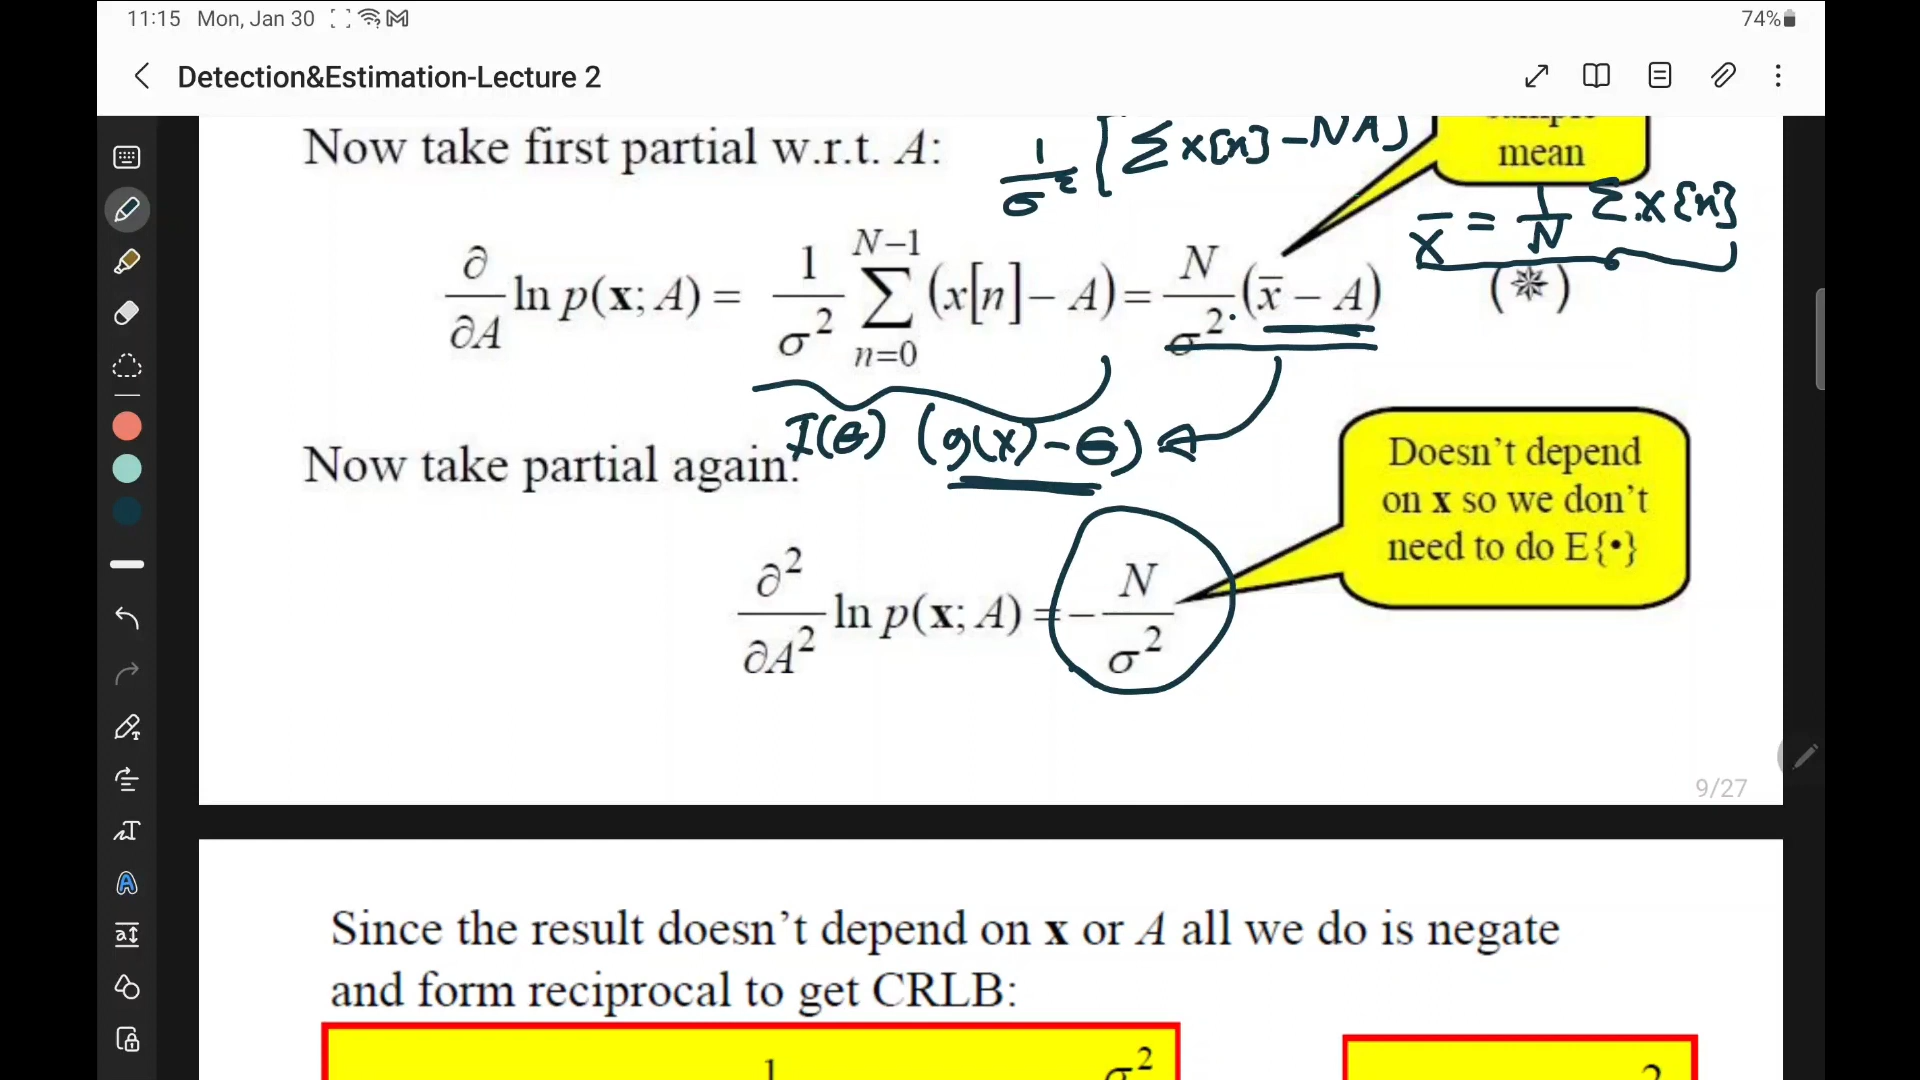 11:15 Mon, Jan 30
74%
Detection&Estimation-Lecture 2
Now take first partial w.r.t. A:
1/σ² [ Σ x[n] – NA ]
mean
x̄ = 1/N Σ x[n]
∂/∂A ln p(x; A) = 1/σ² Σ_{n=0}^{N−1} (x[n] − A) = N/σ² (x̄ − A) (✳)
I(θ) (g(x) – θ)
Now take partial again:
Doesn't depend
on x so we don't
need to do E{•}
∂²/∂A² ln p(x; A) = − N/σ²
9/27
Since the result doesn't depend on x or A all we do is negate
and form reciprocal to get CRLB:
1 σ² 2